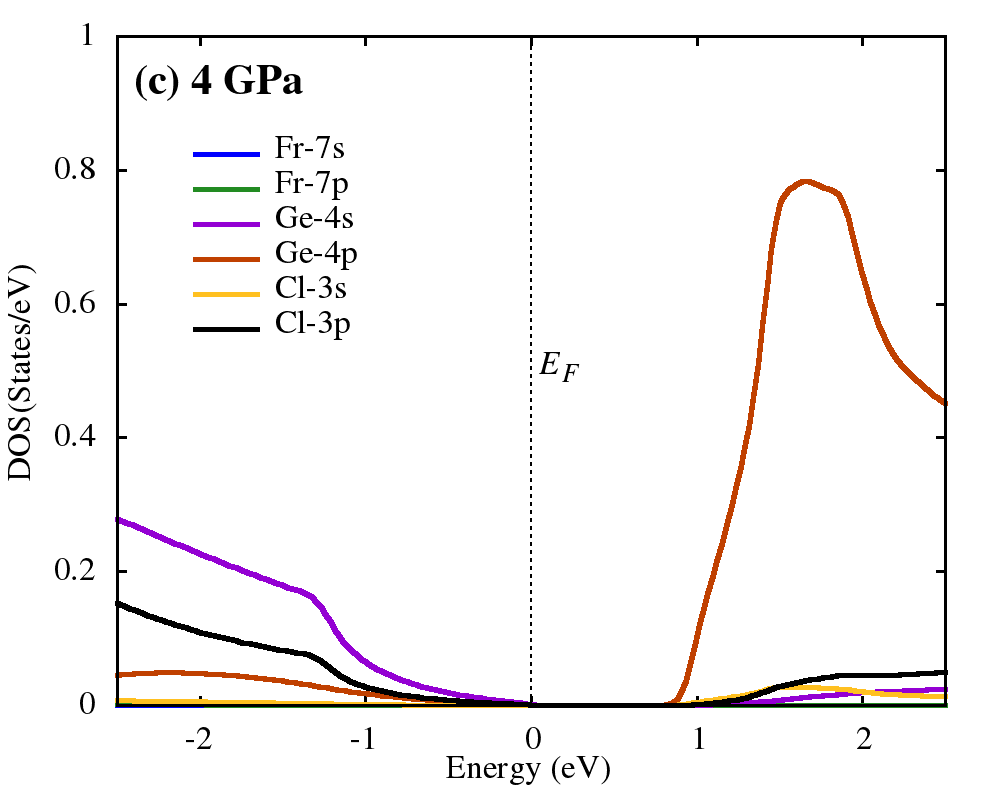 (c) 4 GPa
Fr-7s
Fr-7p
Ge-4s
Ge-4p
Cl-3s
Cl-3p
E_F
DOS(States/eV)
1
0.8
0.6
0.4
0.2
0
-2
-1
0
1
2
Energy (eV)